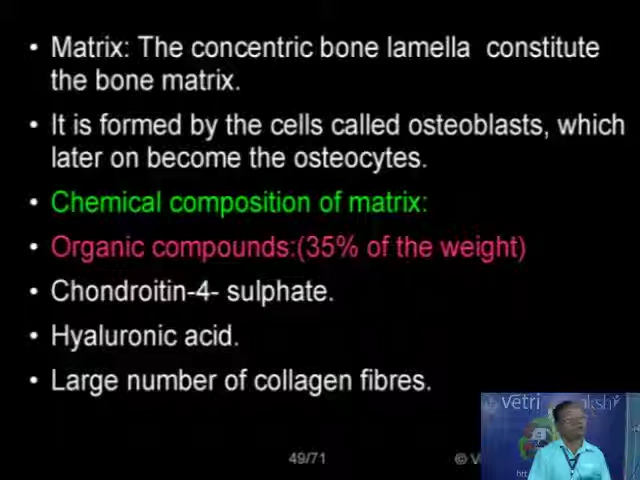 • Matrix: The concentric bone lamella constitute
the bone matrix.
• It is formed by the cells called osteoblasts, which
later on become the osteocytes.
• Chemical composition of matrix:
• Organic compounds:(35% of the weight)
• Chondroitin-4- sulphate.
• Hyaluronic acid.
• Large number of collagen fibres.
Vetri
49/71
©